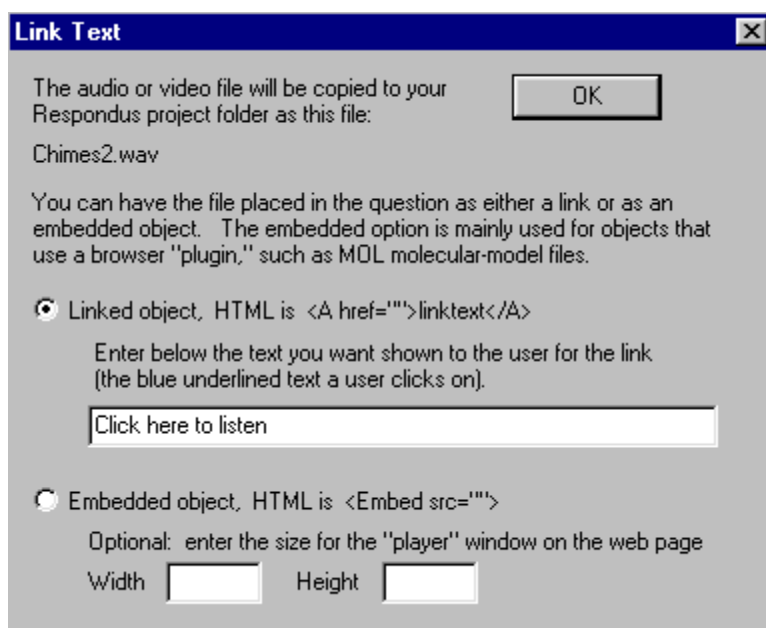 Link Text
The audio or video file will be copied to your
Respondus project folder as this file:
OK
Chimes2.wav
You can have the file placed in the question as either a link or as an
embedded object.   The embedded option is mainly used for objects that
use a browser "plugin," such as MOL molecular-model files.
Linked object,  HTML is  <A href="">linktext</A>
Enter below the text you want shown to the user for the link
(the blue underlined text a user clicks on).
Click here to listen
Embedded object,  HTML is  <Embed src="">
Optional:  enter the size for the "player" window on the web page
Width Height